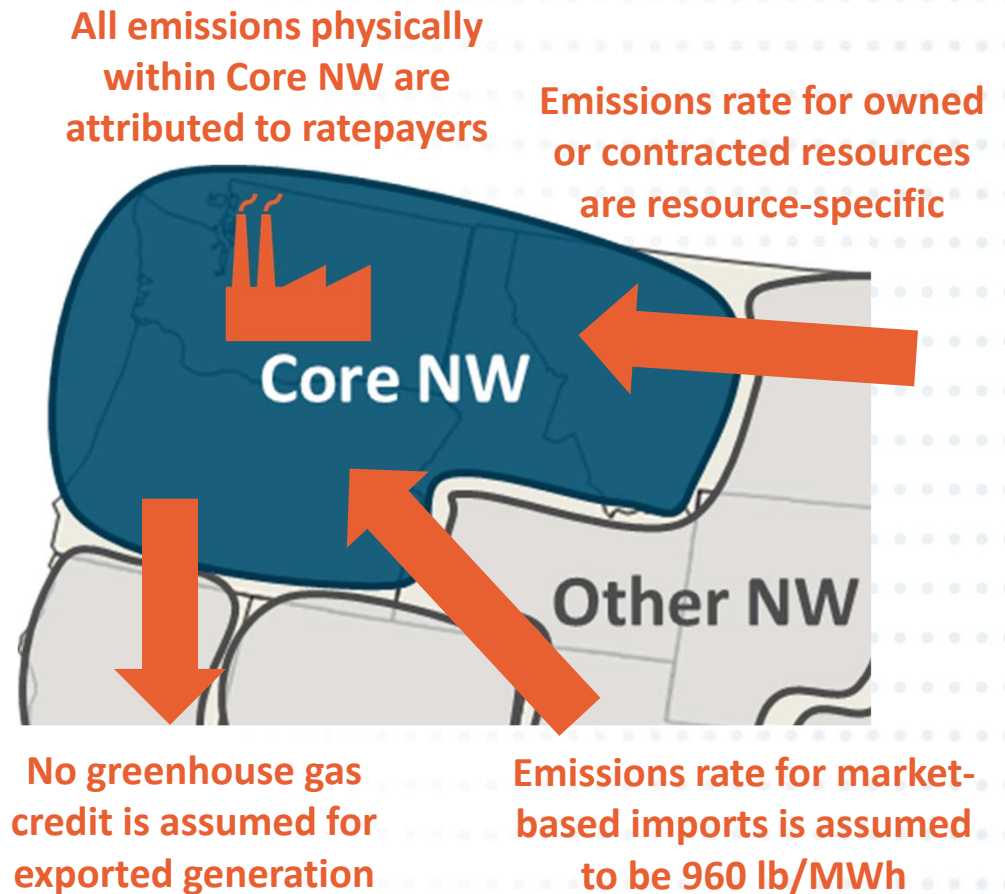 All emissions physically
within Core NW are
attributed to ratepayers
Emissions rate for owned
or contracted resources
are resource-specific
Core NW
Other NW
No greenhouse gas
credit is assumed for
exported generation
Emissions rate for market-
based imports is assumed
to be 960 lb/MWh